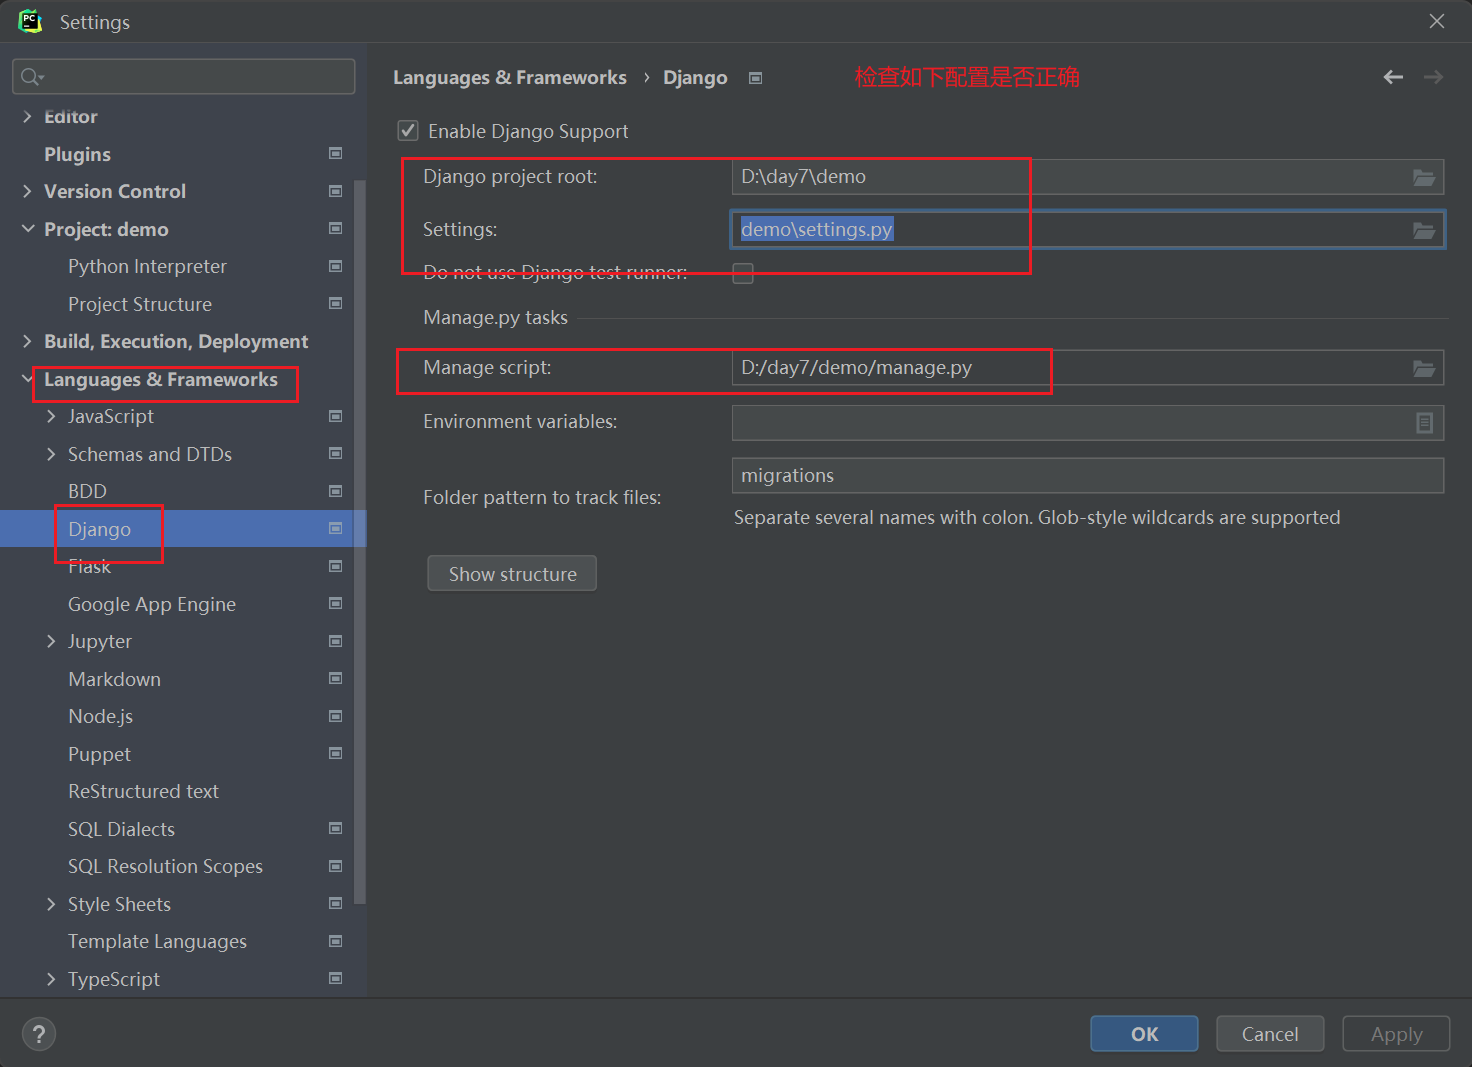 PC
Settings
Languages & Frameworks › Django
检查如下配置是否正确
Editor
Plugins
Version Control
Project: demo
Python Interpreter
Project Structure
Build, Execution, Deployment
Languages & Frameworks
JavaScript
Schemas and DTDs
BDD
Django
Flask
Google App Engine
Jupyter
Markdown
Node.js
Puppet
ReStructured text
SQL Dialects
SQL Resolution Scopes
Style Sheets
Template Languages
TypeScript
Enable Django Support
Django project root: D:\day7\demo
Settings: demo\settings.py
Do not use Django test runner:
Manage.py tasks
Manage script: D:/day7/demo/manage.py
Environment variables:
Folder pattern to track files: migrations
Separate several names with colon. Glob-style wildcards are supported
Show structure
?
OK
Cancel
Apply